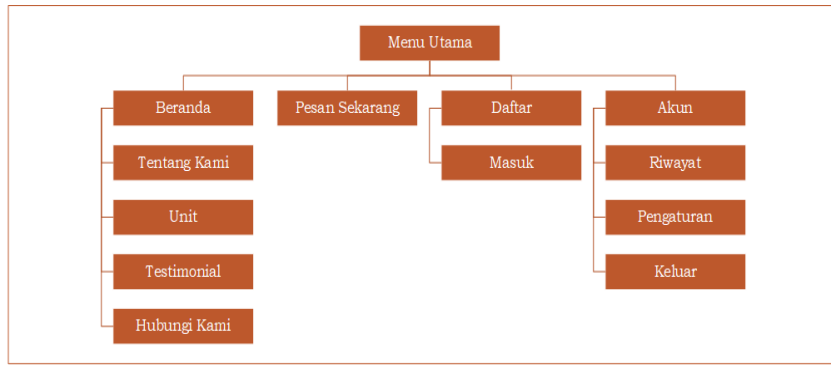 Menu Utama
Beranda
Pesan Sekarang
Daftar
Akun
Tentang Kami
Masuk
Riwayat
Unit
Pengaturan
Testimonial
Keluar
Hubungi Kami